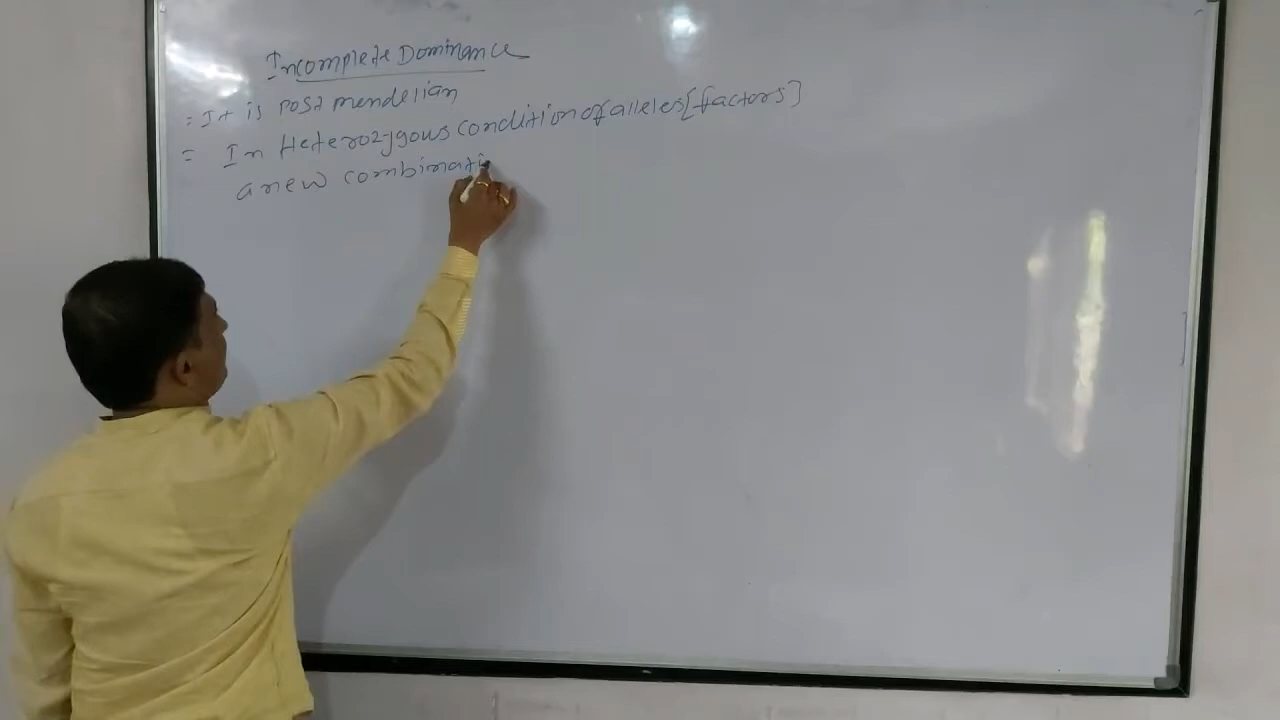 Incomplete Dominance
= It is post mendelian
= In Heterozygous condition of alleles [factors]
a new combinati